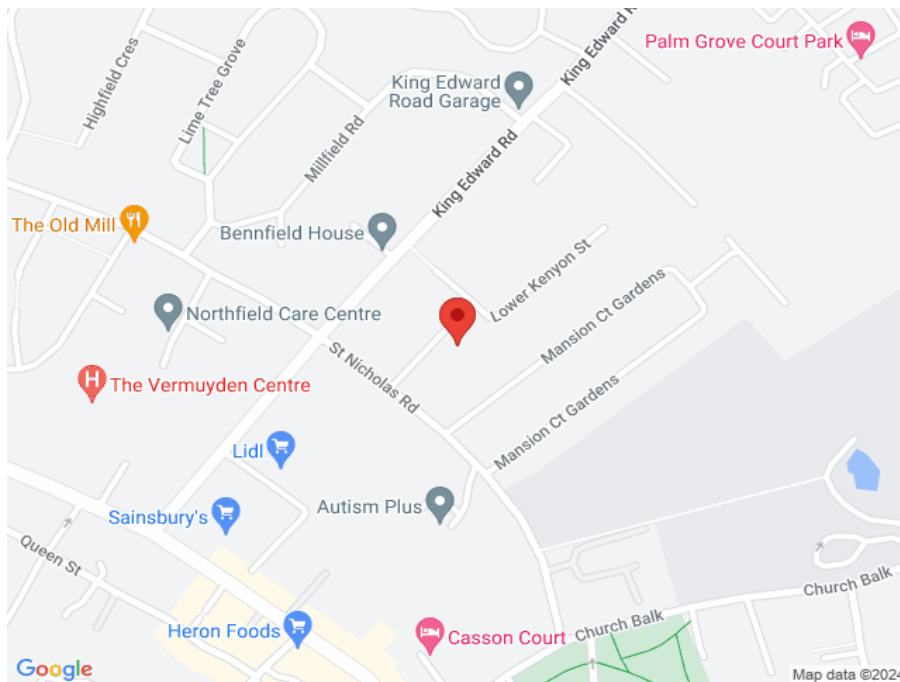 Palm Grove Court Park
King Edward Rd
Highfield Cres
Lime Tree Grove
King Edward
Road Garage
Millfield Rd
King Edward Rd
The Old Mill
Bennfield House
Lower Kenyon St
Northfield Care Centre
Mansion Ct Gardens
St Nicholas Rd
The Vermuyden Centre
Mansion Ct Gardens
Lidl
Autism Plus
Sainsbury's
Queen St
Church Balk
Church Balk
Heron Foods
Casson Court
H
Google
Map data ©2024